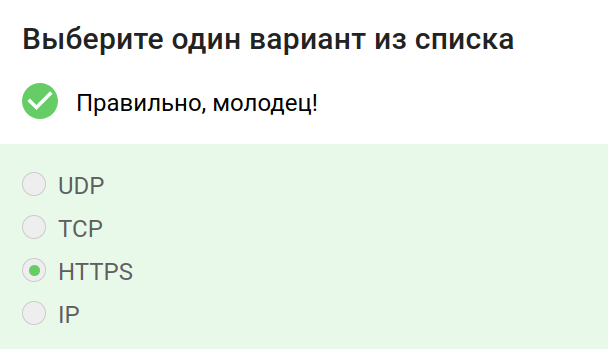 Выберите один вариант из списка
Правильно, молодец!
UDP
TCP
HTTPS
IP